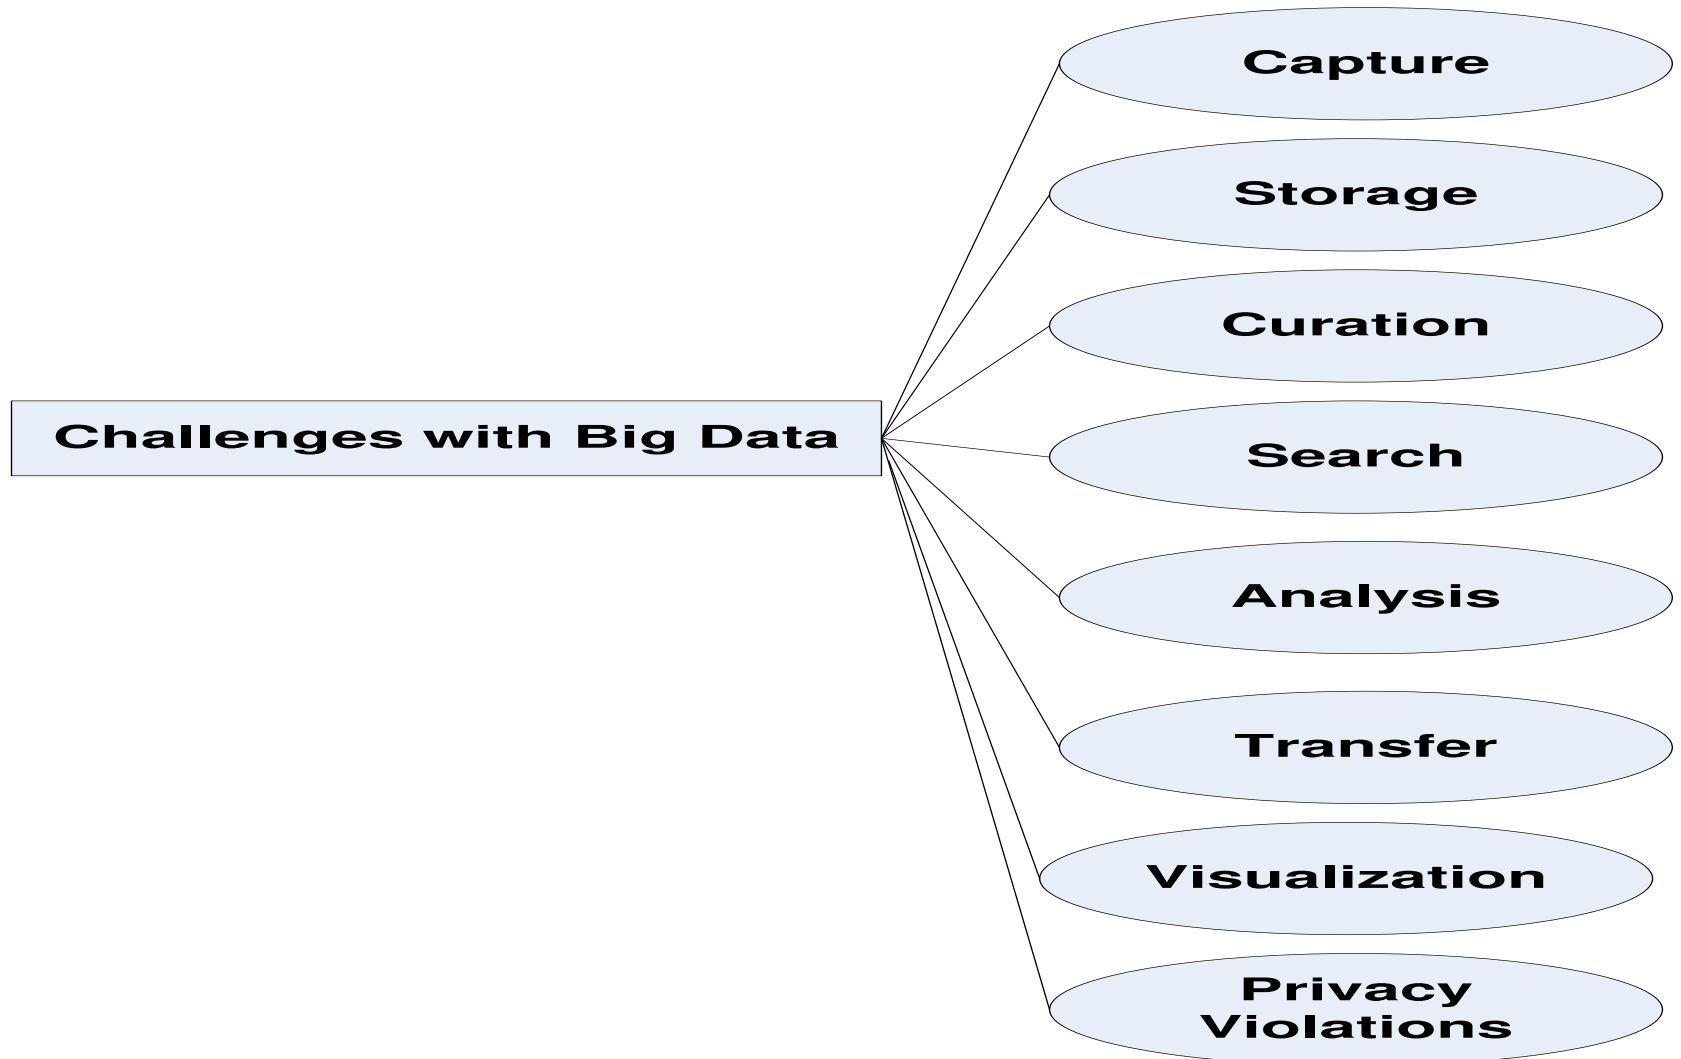 Capture
Storage
Curation
Search
Challenges with Big Data
Analysis
Transfer
Visualization
Privacy
Violations